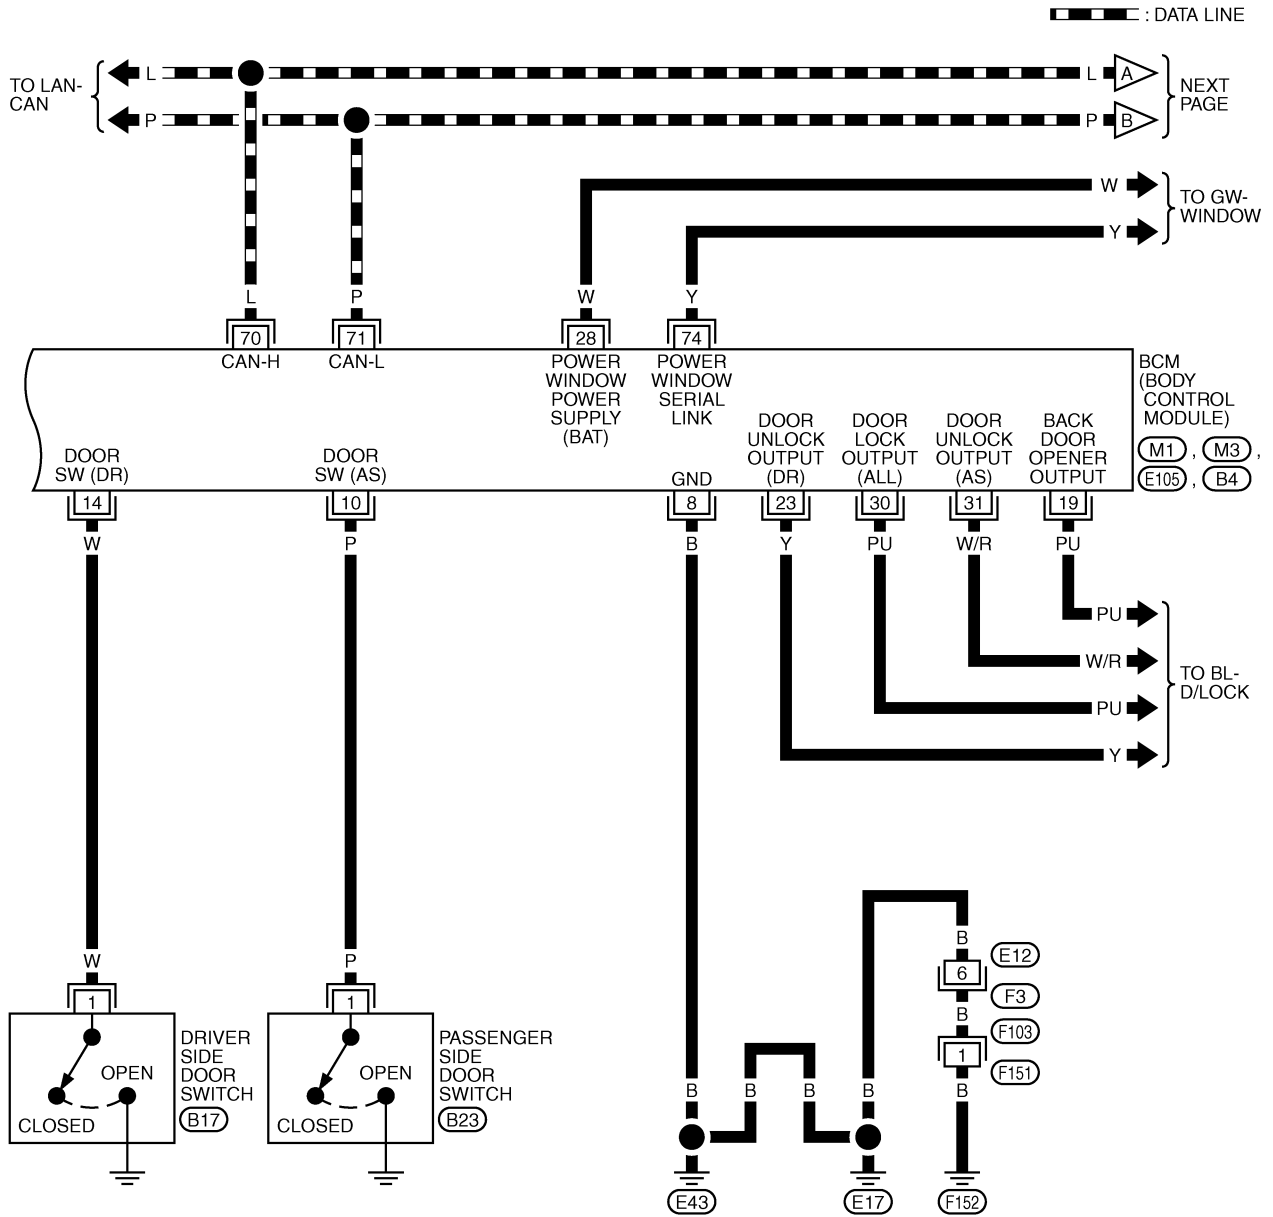 : DATA LINE
TO LAN-
CAN
L
L
A
P
P
B
NEXT
PAGE
W
Y
TO GW-
WINDOW
L
P
W
Y
70
71
28
74
CAN-H
CAN-L
POWER
WINDOW
POWER
SUPPLY
(BAT)
POWER
WINDOW
SERIAL
LINK
BCM
(BODY
CONTROL
MODULE)
M1 , M3 ,
E105 , B4
DOOR
SW (DR)
DOOR
SW (AS)
GND
DOOR
UNLOCK
OUTPUT
(DR)
DOOR
LOCK
OUTPUT
(ALL)
DOOR
UNLOCK
OUTPUT
(AS)
BACK
DOOR
OPENER
OUTPUT
14
10
8
23
30
31
19
W
P
B
Y
PU
W/R
PU
PU
W/R
PU
Y
TO BL-
D/LOCK
W
P
1
1
DRIVER
SIDE
DOOR
SWITCH
B17
OPEN
CLOSED
PASSENGER
SIDE
DOOR
SWITCH
B23
OPEN
CLOSED
B
6
E12
F3
B
F103
1
F151
B
B
B
B
B
E43
E17
F152